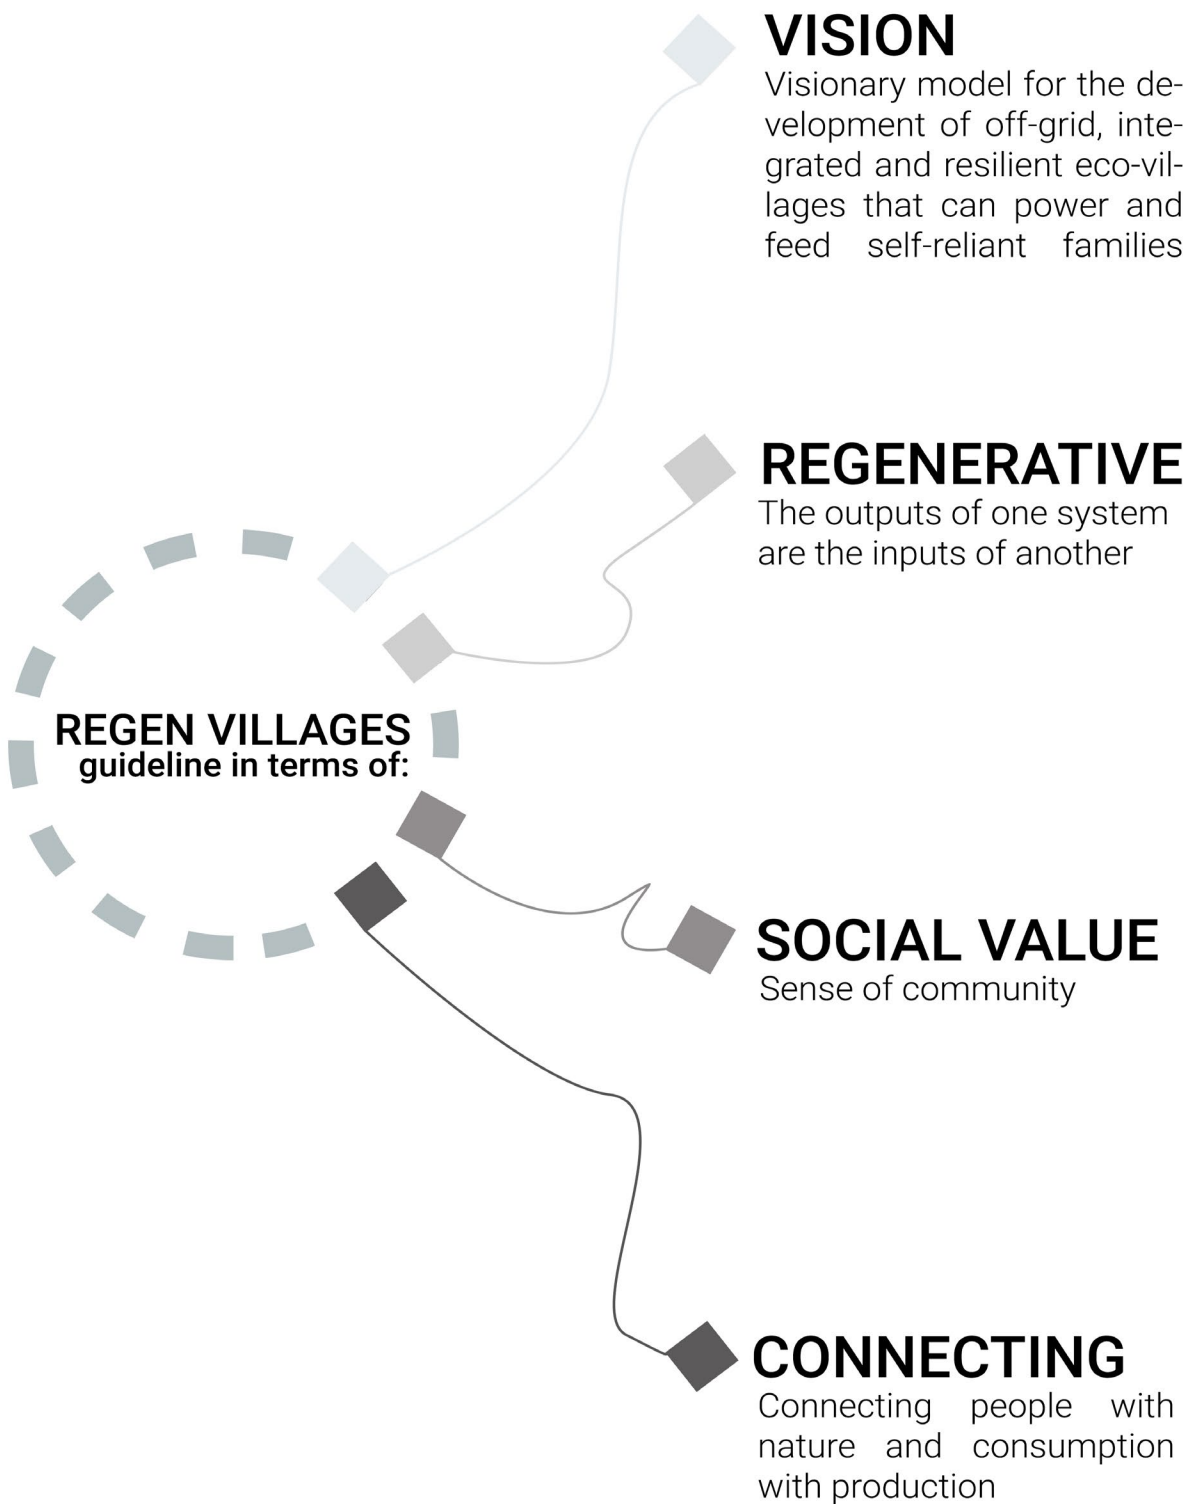 VISION
Visionary model for the de-
velopment of off-grid, inte-
grated and resilient eco-vil-
lages that can power and
feed self-reliant families
REGENERATIVE
The outputs of one system
are the inputs of another
REGEN VILLAGES
guideline in terms of:
SOCIAL VALUE
Sense of community
CONNECTING
Connecting people with
nature and consumption
with production